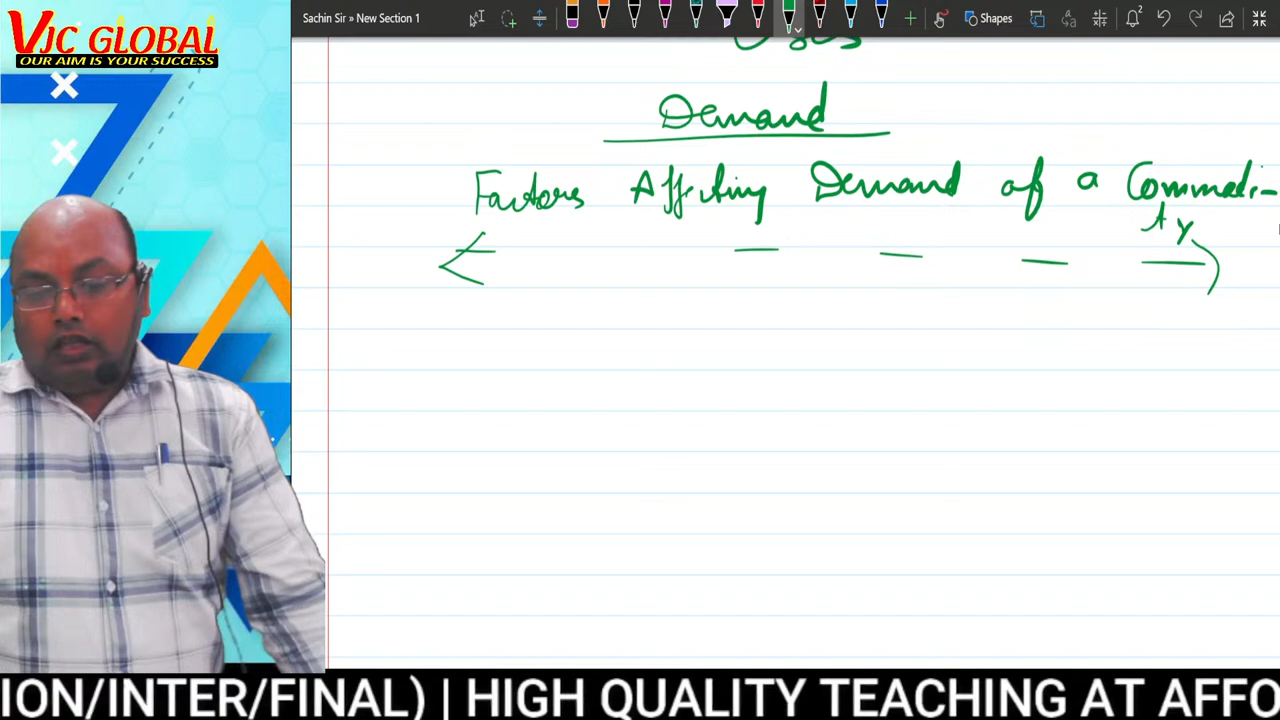 Sachin Sir » New Section 1
Shapes
VJC GLOBAL
OUR AIM IS YOUR SUCCESS
Uses
Demand
Factors Affecting Demand of a Commodi-
ty
ION/INTER/FINAL) | HIGH QUALITY TEACHING AT AFFO